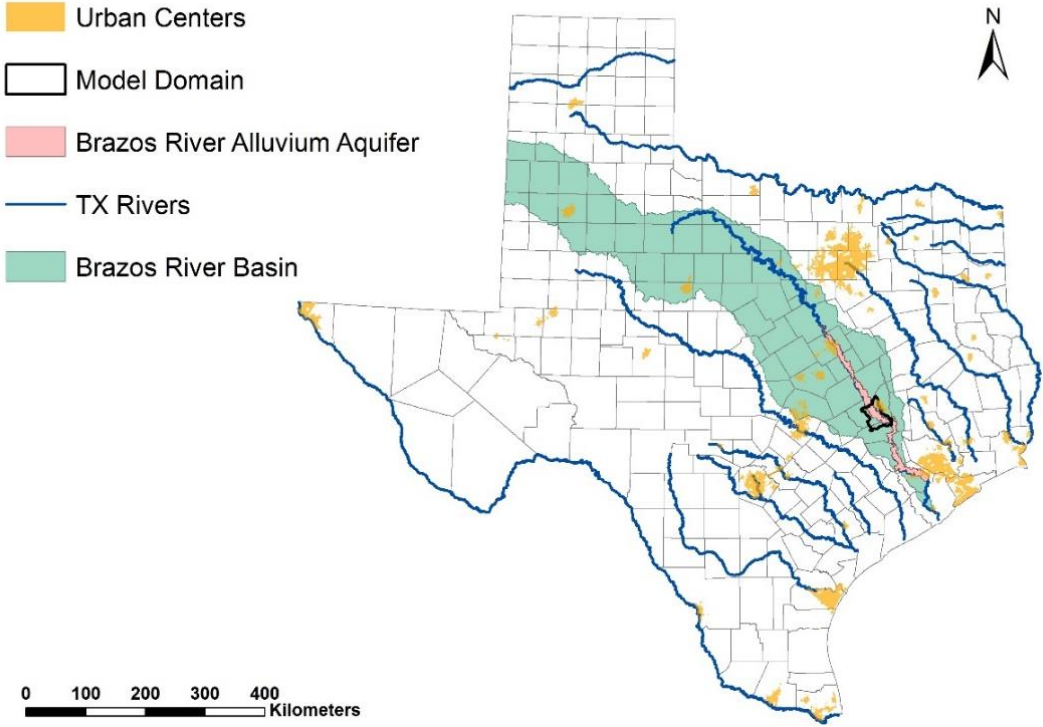 Urban Centers
N
Model Domain
Brazos River Alluvium Aquifer
TX Rivers
Brazos River Basin
0 100 200 300 400
Kilometers